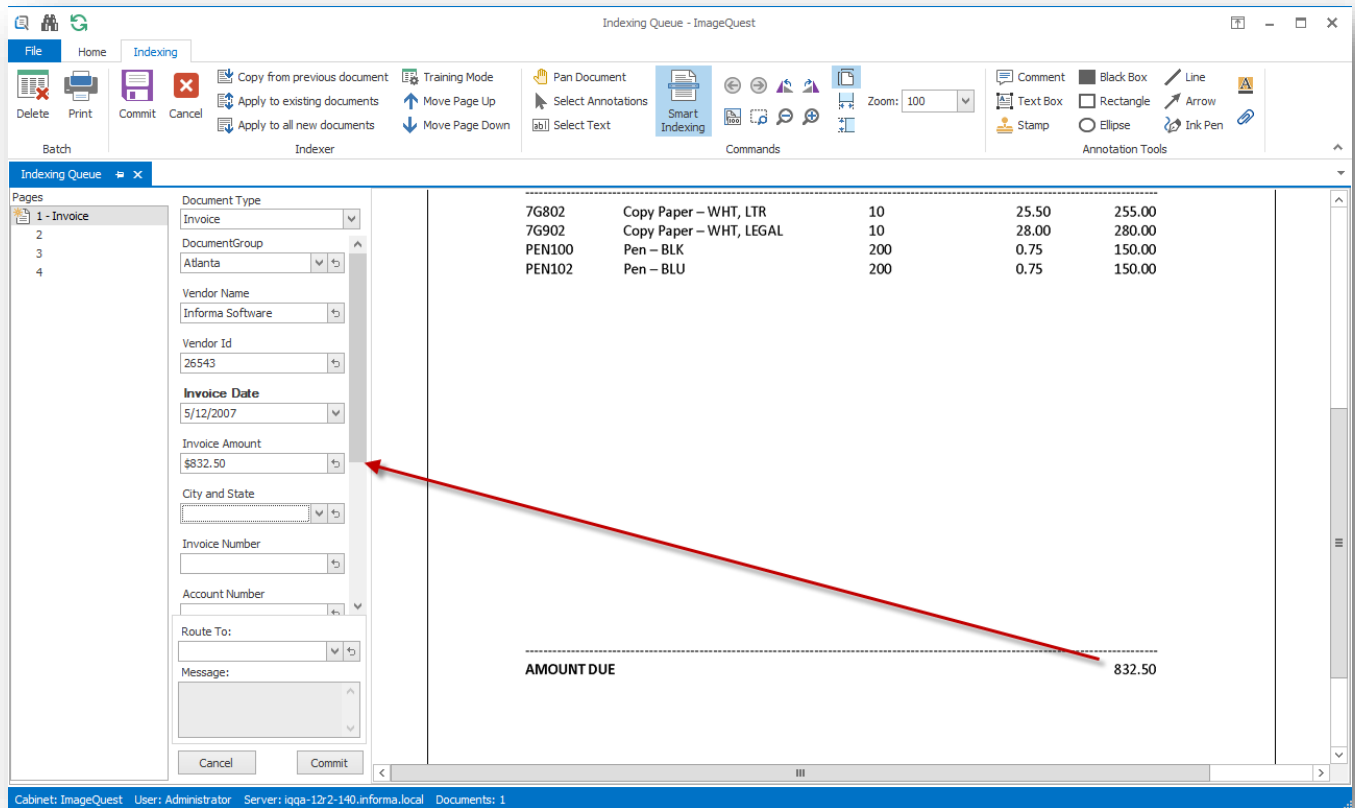 Indexing Queue - ImageQuest
File Home Indexing
Delete Print Commit Cancel
Copy from previous document
Apply to existing documents
Apply to all new documents
Training Mode
Move Page Up
Move Page Down
Pan Document
Select Annotations
Select Text
Smart
Indexing
Zoom: 100
Comment Black Box Line
Text Box Rectangle Arrow
Stamp Ellipse Ink Pen
Batch Indexer Commands Annotation Tools
Indexing Queue
Pages
1 - Invoice
2
3
4
Document Type
Invoice
DocumentGroup
Atlanta
Vendor Name
Informa Software
Vendor Id
26543
Invoice Date
5/12/2007
Invoice Amount
$832.50
City and State
Invoice Number
Account Number
Route To:
Message:
Cancel Commit
7G802 Copy Paper – WHT, LTR 10 25.50 255.00
7G902 Copy Paper – WHT, LEGAL 10 28.00 280.00
PEN100 Pen – BLK 200 0.75 150.00
PEN102 Pen – BLU 200 0.75 150.00
AMOUNT DUE 832.50
Cabinet: ImageQuest User: Administrator Server: iqqa-12r2-140.informa.local Documents: 1